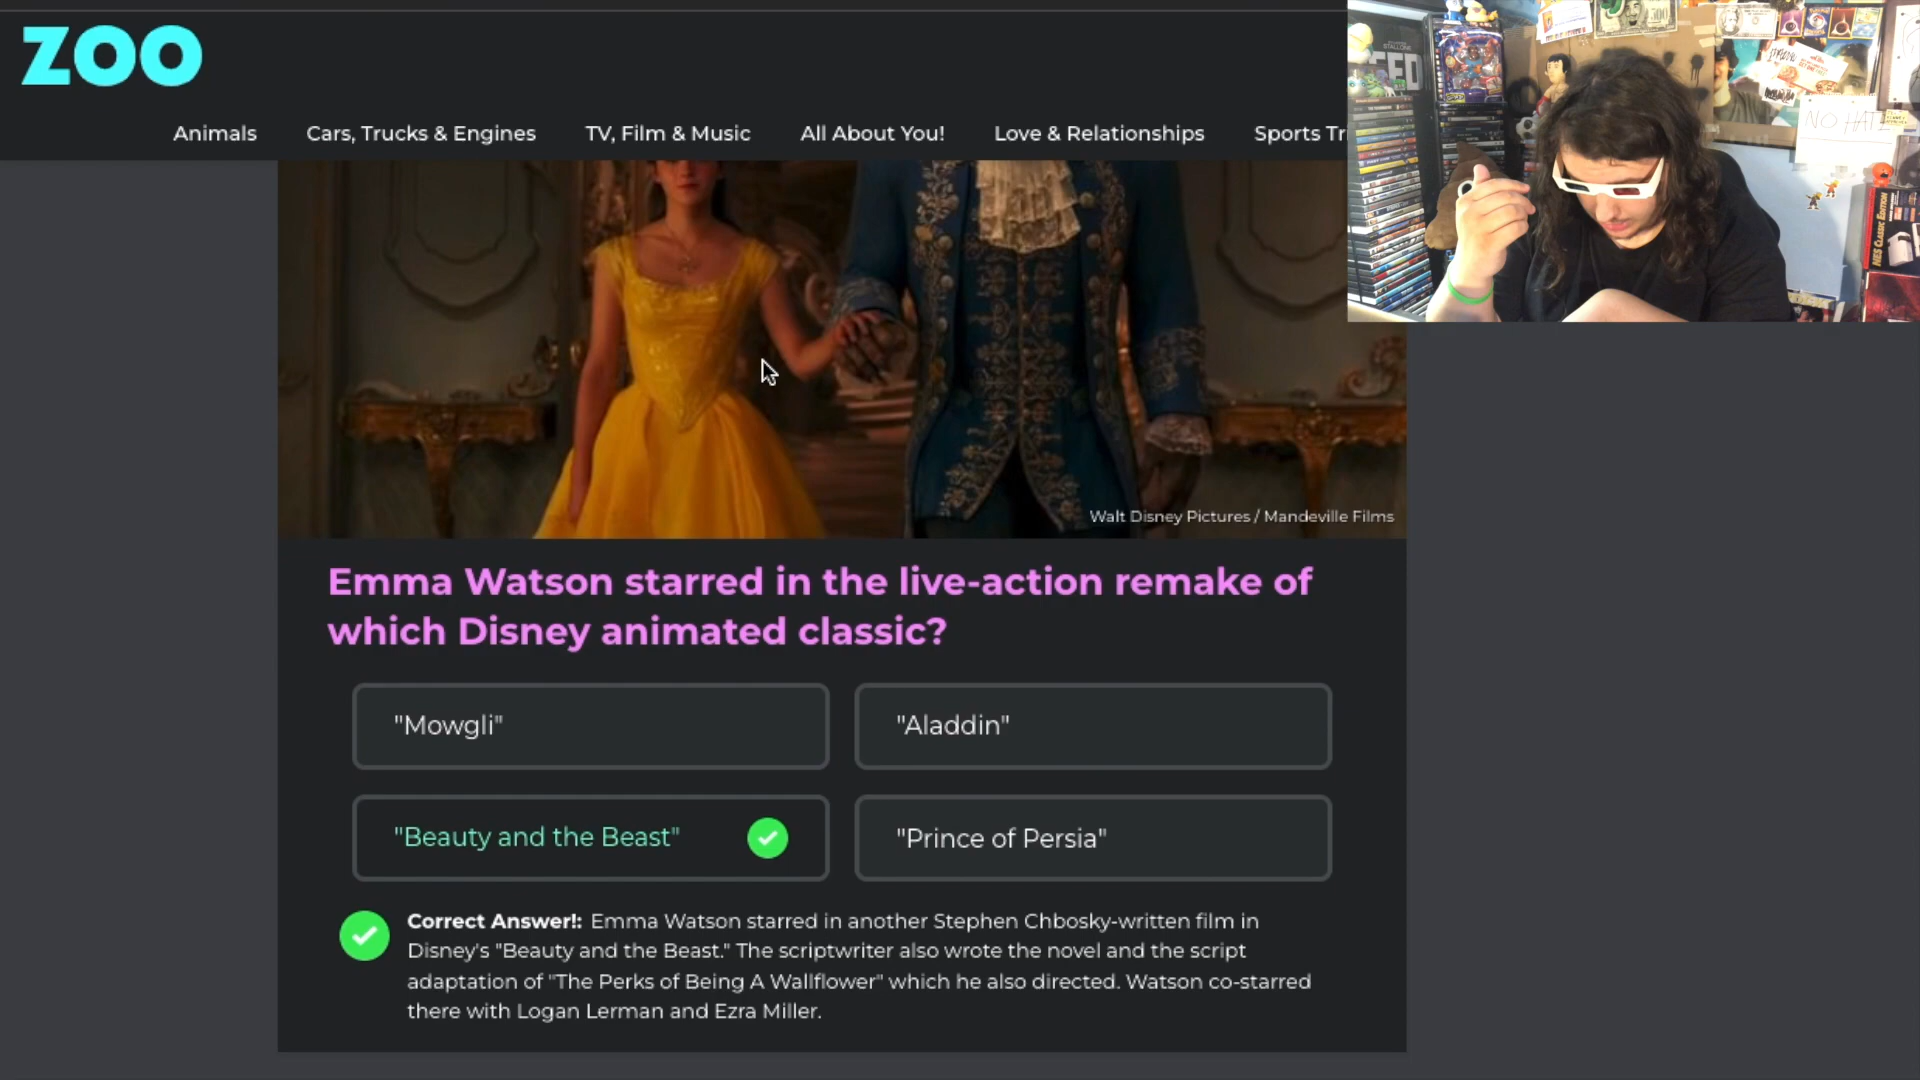 ZOO
Animals
Cars, Trucks & Engines
TV, Film & Music
All About You!
Love & Relationships
Sports Tr
NO HATE
NES CLASSIC EDITION
Walt Disney Pictures / Mandeville Films
Emma Watson starred in the live-action remake of
which Disney animated classic?
"Mowgli"
"Aladdin"
"Beauty and the Beast"
"Prince of Persia"
Correct Answer!: Emma Watson starred in another Stephen Chbosky-written film in
Disney's "Beauty and the Beast." The scriptwriter also wrote the novel and the script
adaptation of "The Perks of Being A Wallflower" which he also directed. Watson co-starred
there with Logan Lerman and Ezra Miller.